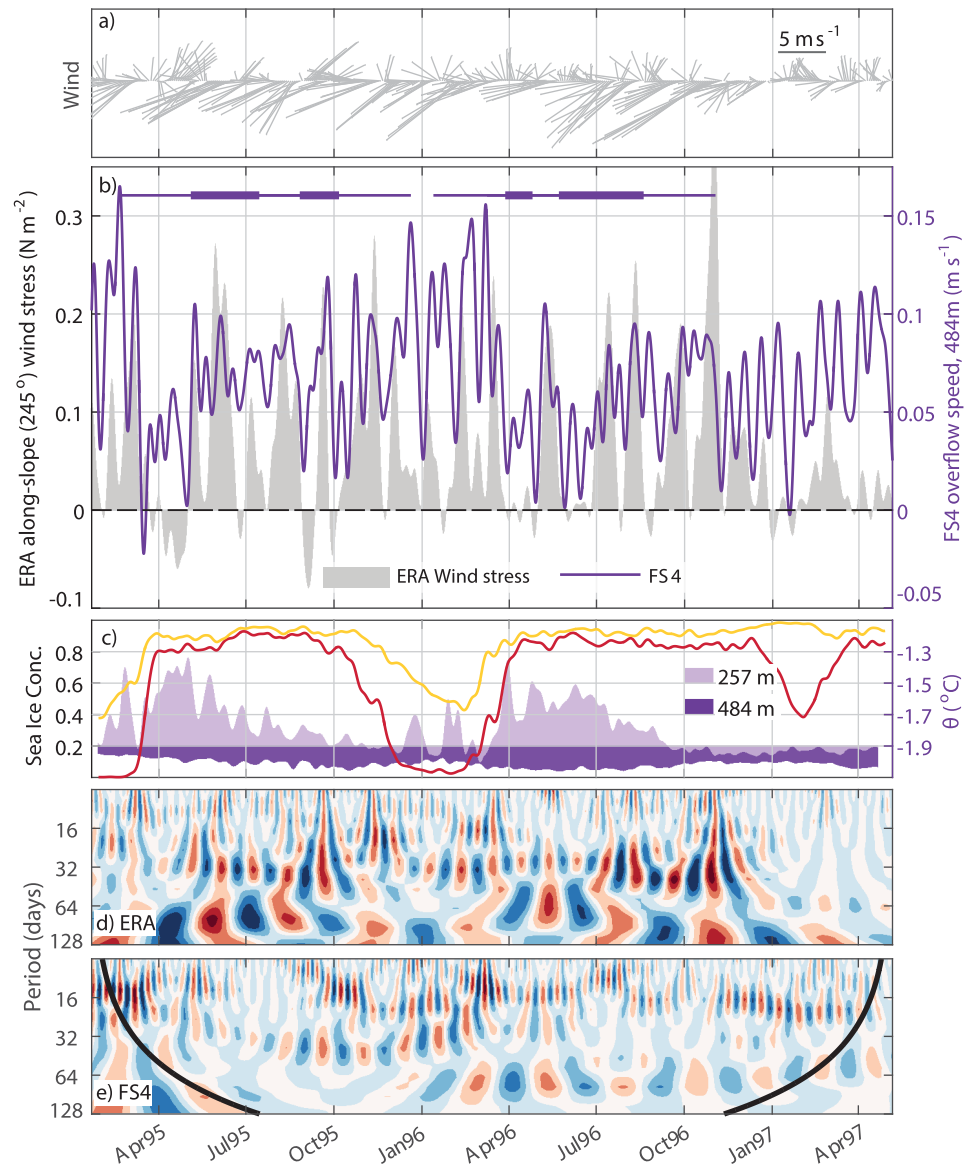 a)
5 m s⁻¹
Wind
b)
ERA along-slope (245 °) wind stress (N m⁻²)
0.3
0.2
0.1
0
-0.1
0.15
0.1
0.05
0
-0.05
FS4 overflow speed, 484m (m s⁻¹)
ERA Wind stress
FS4
c)
Sea Ice Conc.
0.8
0.6
0.4
0.2
257 m
484 m
-1.3
-1.5
-1.7
-1.9
θ (°C)
Period (days)
16
32
64
128
d) ERA
16
32
64
128
e) FS4
Apr95
Jul95
Oct95
Jan96
Apr96
Jul96
Oct96
Jan97
Apr97